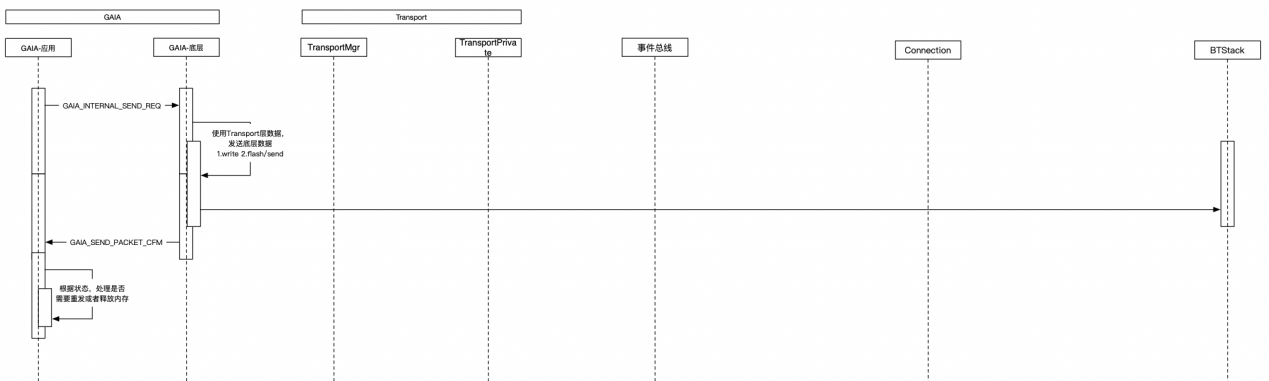 GAIA
Transport
GAIA-应用
GAIA-底层
TransportMgr
TransportPriva
te
事件总线
Connection
BTStack
GAIA_INTERNAL_SEND_REQ
使用Transport层数据，
发送底层数据
1.write 2.flash/send
GAIA_SEND_PACKET_CFM
根据状态，处理是否
需要重发或者释放内存